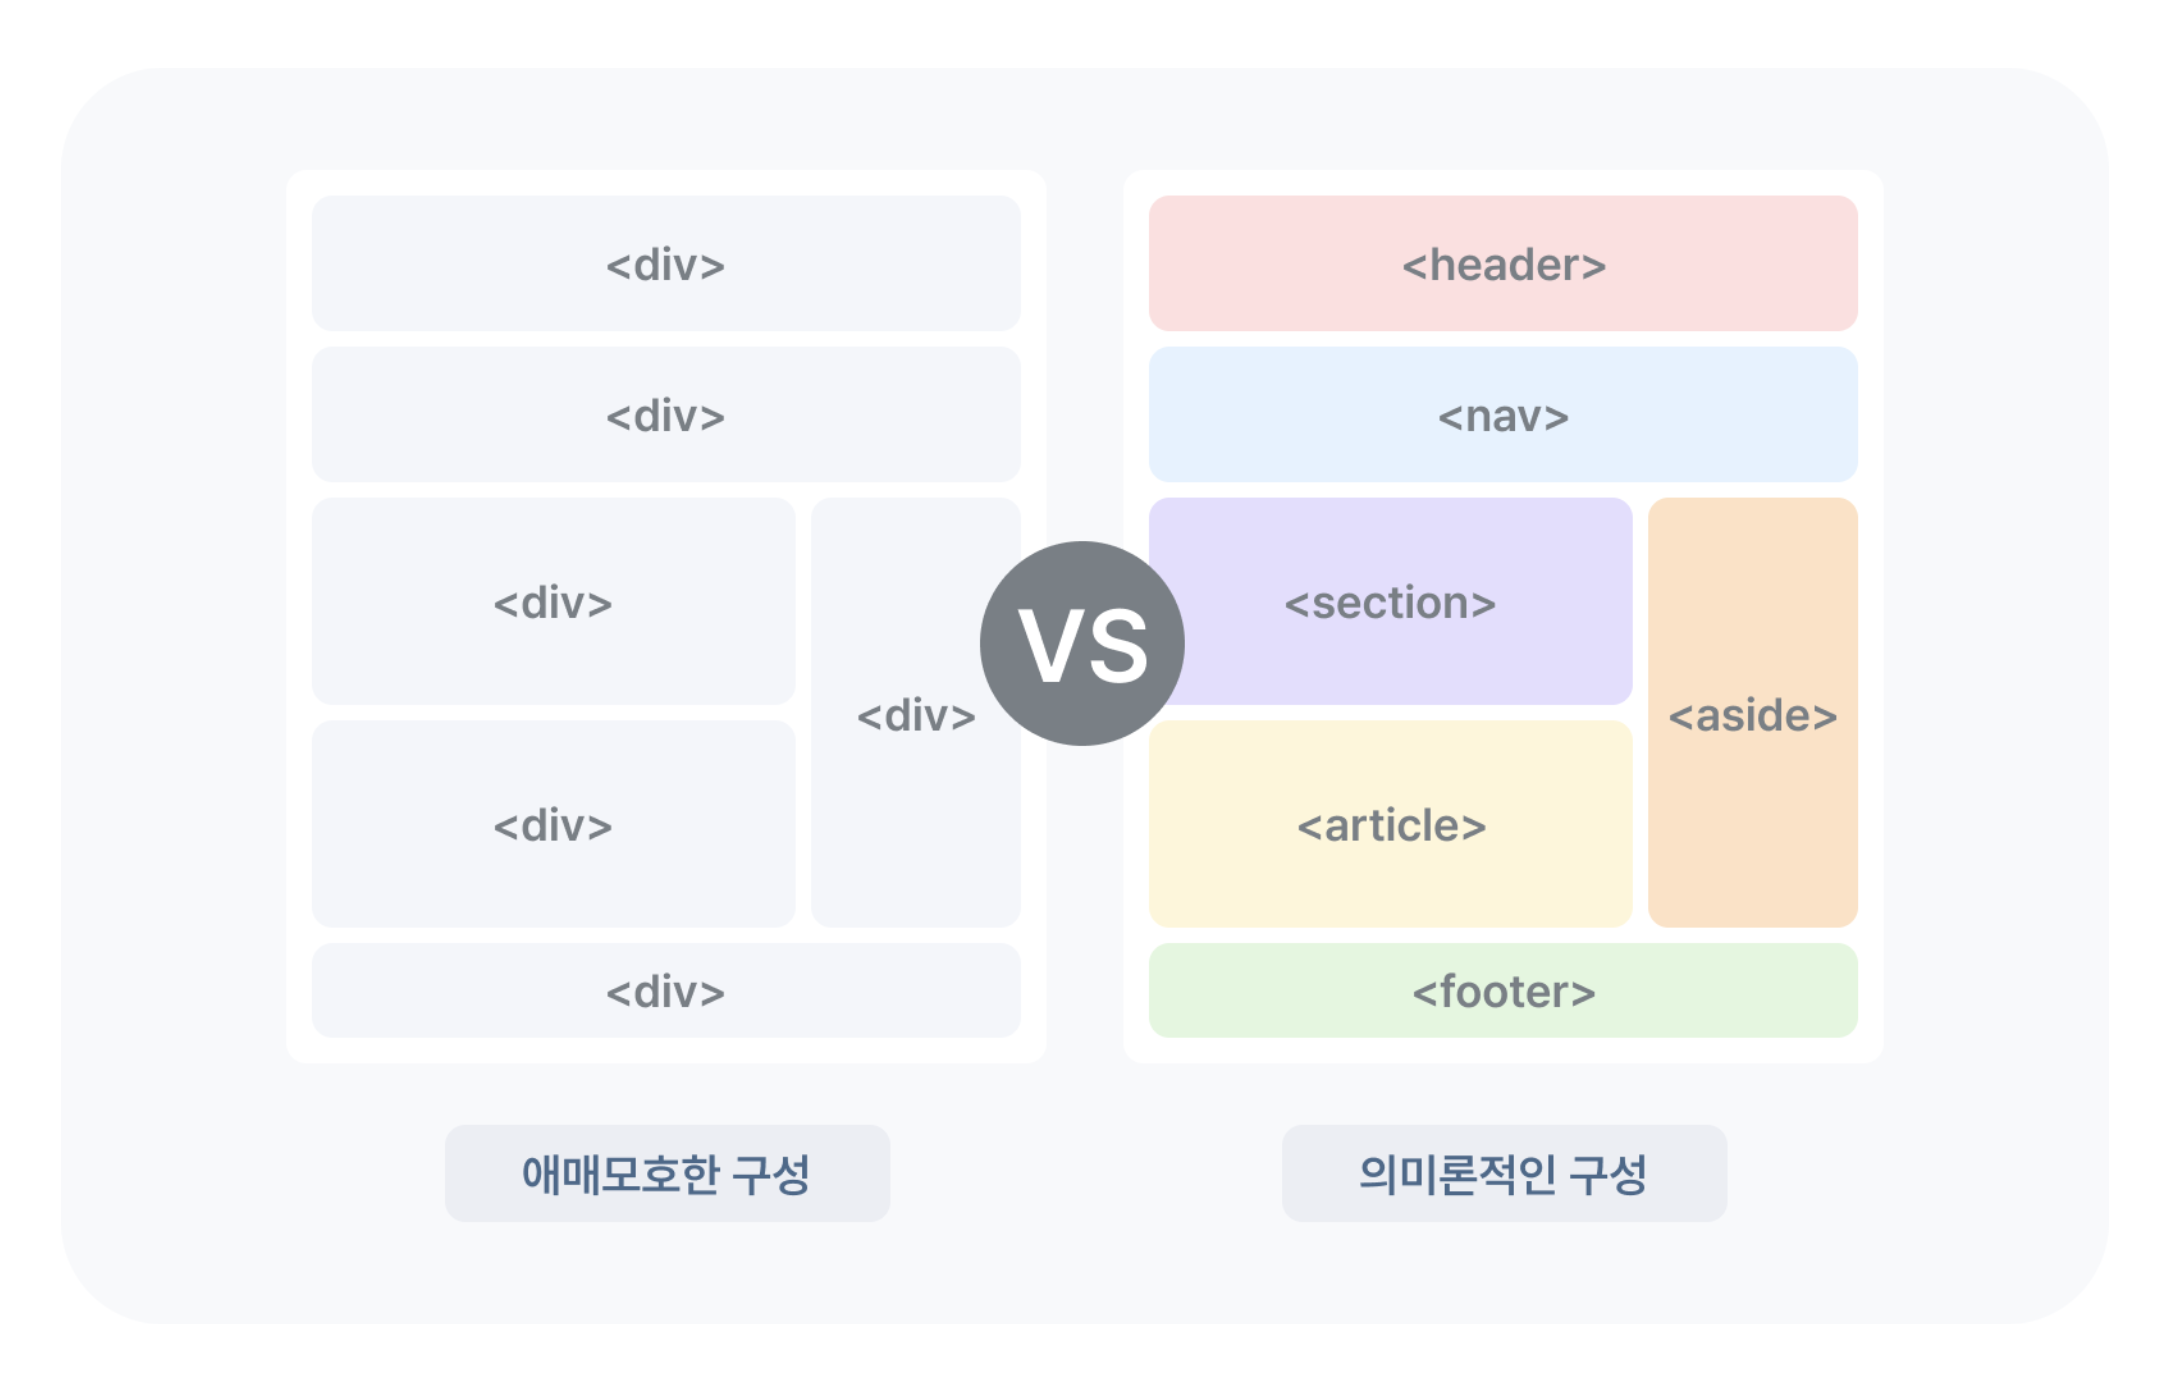 <div>
<div>
<div>
<div>
<div>
<div>
애매모호한 구성
VS
<header>
<nav>
<section>
<aside>
<article>
<footer>
의미론적인 구성